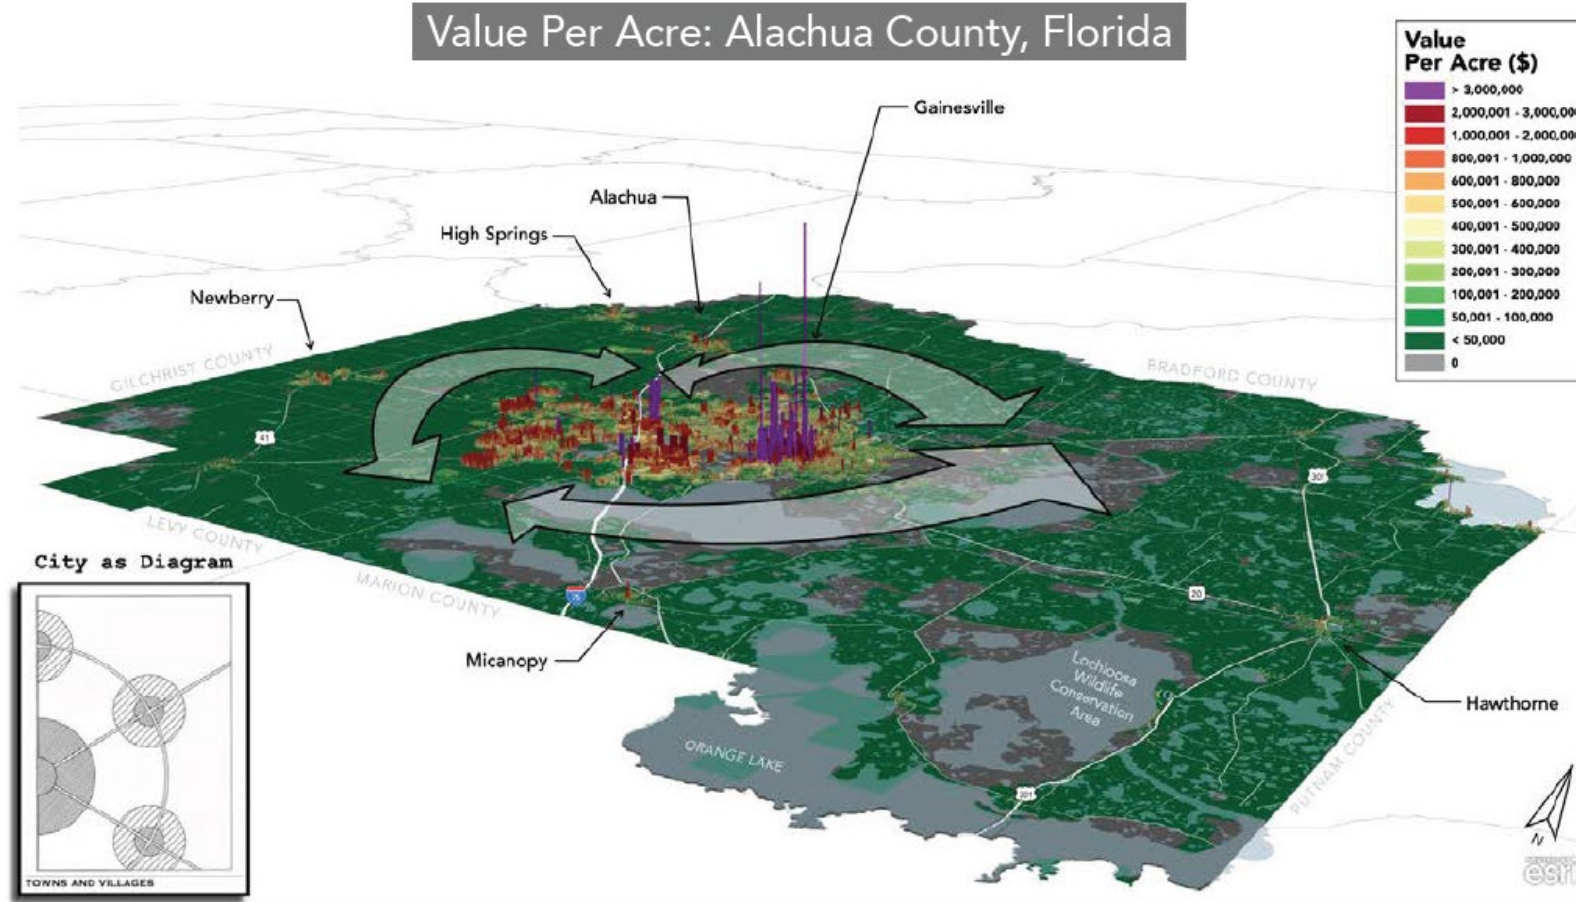 Value Per Acre: Alachua County, Florida
Value
Per Acre ($)
> 3,000,000
2,000,001 - 3,000,00
1,000,001 - 2,000,00
800,001 - 1,000,000
600,001 - 800,000
500,001 - 600,000
400,001 - 500,000
300,001 - 400,000
200,001 - 300,000
100,001 - 200,000
50,001 - 100,000
< 50,000
0
Gainesville
Alachua
High Springs
Newberry
GILCHRIST COUNTY
BRADFORD COUNTY
41
301
LEVY COUNTY
MARION COUNTY
75
20
Micanopy
Lochloosa
Wildlife
Conservation
Area
Hawthorne
ORANGE LAKE
PUTNAM COUNTY
301
City as Diagram
TOWNS AND VILLAGES
N
esri